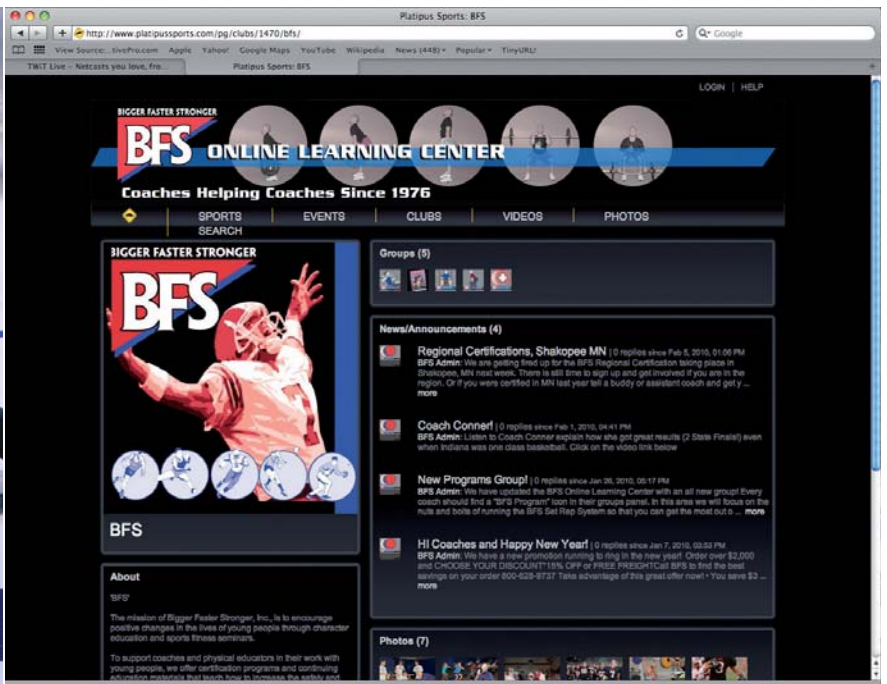 Platipus Sports: BFS
http://www.platipussports.com/pg/clubs/1470/bfs/
Google
View Source:...tivePro.com Apple Yahoo! Google Maps YouTube Wikipedia News (448) Popular TinyURL!
TWiT Live – Netcasts you love, fro... Platipus Sports: BFS
LOGIN | HELP
BIGGER FASTER STRONGER
BFS ONLINE LEARNING CENTER
Coaches Helping Coaches Since 1976
SPORTS EVENTS CLUBS VIDEOS PHOTOS
SEARCH
BIGGER FASTER STRONGER
BFS
BFS
About
'BFS'
The mission of Bigger Faster Stronger, Inc., is to encourage
positive changes in the lives of young people through character
education and sports fitness seminars.
To support coaches and physical educators in their work with
young people, we offer certification programs and continuing
education materials that teach how to increase the safety and
Groups (5)
News/Announcements (4)
Regional Certifications, Shakopee MN | 0 replies since Feb 5, 2010, 01:06 PM
BFS Admin: We are getting fired up for the BFS Regional Certification taking place in
Shakopee, MN next week. There is still time to sign up and get involved if you are in the
region. Or if you were certified in MN last year tell a buddy or assistant coach and get y ...
more
Coach Conner! | 0 replies since Feb 1, 2010, 04:41 PM
BFS Admin: Listen to Coach Conner explain how she got great results (2 State Finals!) even
when Indiana was one class basketball. Click on the video link below
New Programs Group! | 0 replies since Jan 26, 2010, 05:17 PM
BFS Admin: We have updated the BFS Online Learning Center with an all new group! Every
coach should find a "BFS Program" icon in their groups panel. In this area we will focus on the
nuts and bolts of running the BFS Set Rep System so that you can get the most out o ... more
Hi Coaches and Happy New Year! | 0 replies since Jan 7, 2010, 03:53 PM
BFS Admin: We have a new promotion running to ring in the new year! Order over $2,000
and CHOOSE YOUR DISCOUNT*15% OFF or FREE FREIGHTCall BFS to find the best
savings on your order 800-628-9737 Take advantage of this great offer now! • You save $3 ...
more
Photos (7)